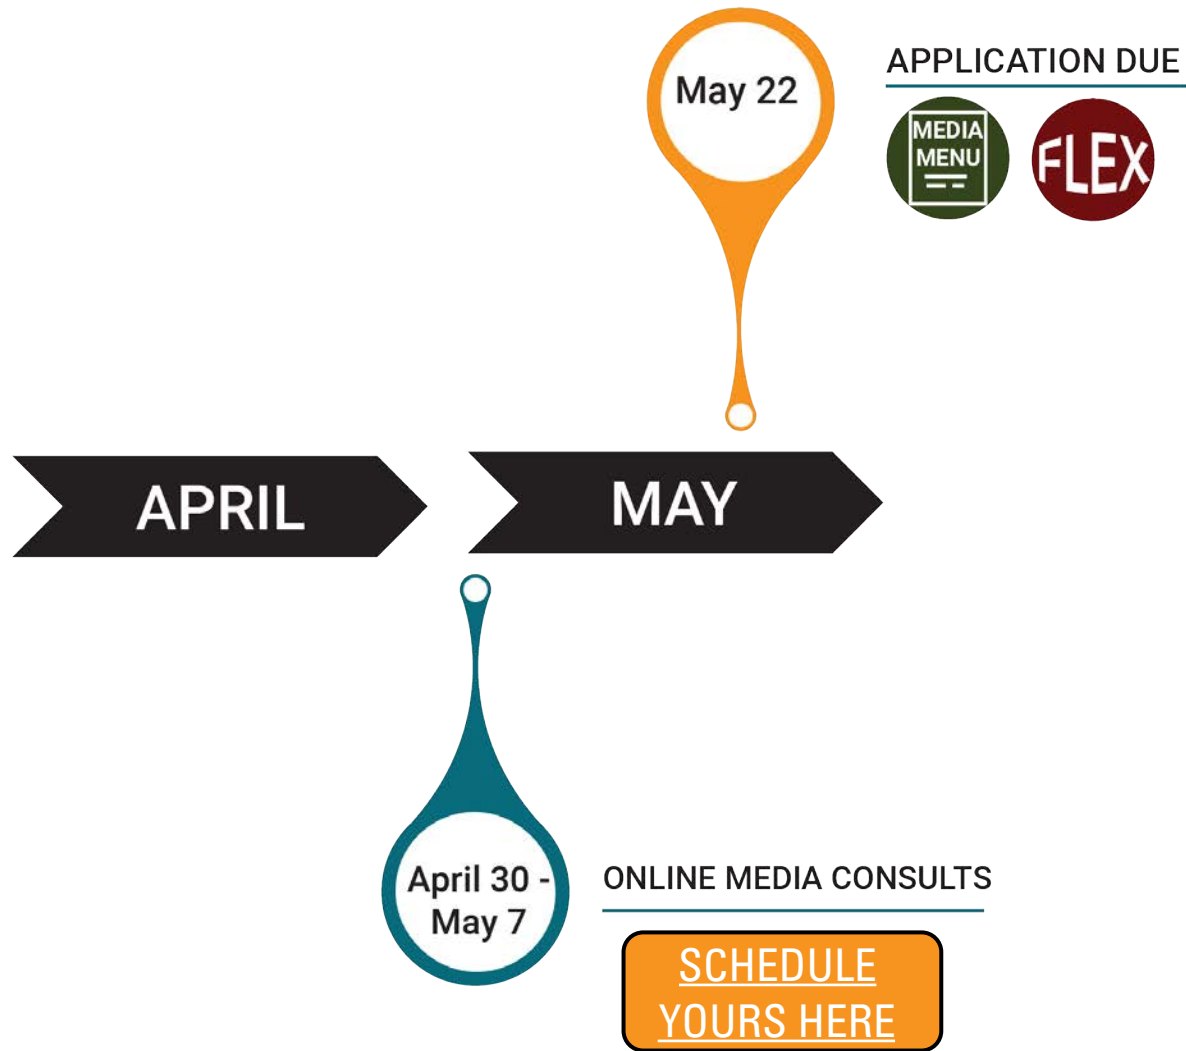 May 22
APPLICATION DUE
MEDIA
MENU
FLEX
APRIL
MAY
April 30 -
May 7
ONLINE MEDIA CONSULTS
SCHEDULE
YOURS HERE